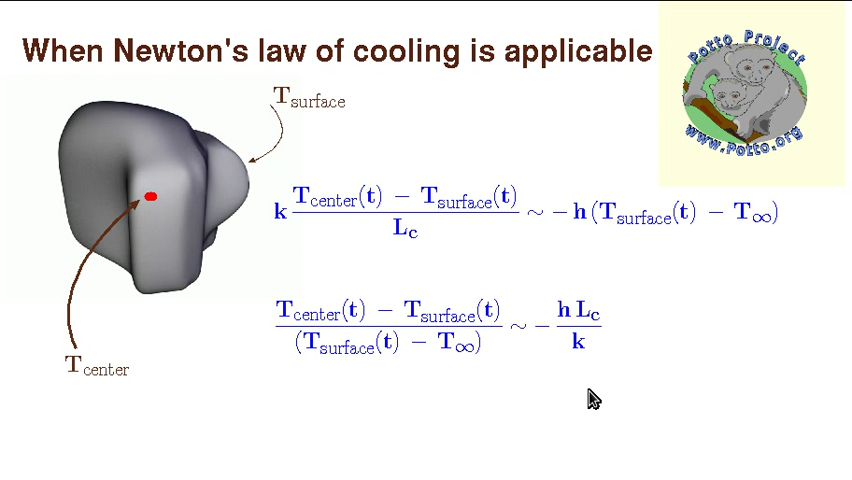 When Newton's law of cooling is applicable
Potto Project
www.Potto.org
T_surface
k (T_center(t) − T_surface(t)) / L_c ∼ − h (T_surface(t) − T_∞)
(T_center(t) − T_surface(t)) / (T_surface(t) − T_∞) ∼ − (h L_c) / k
T_center